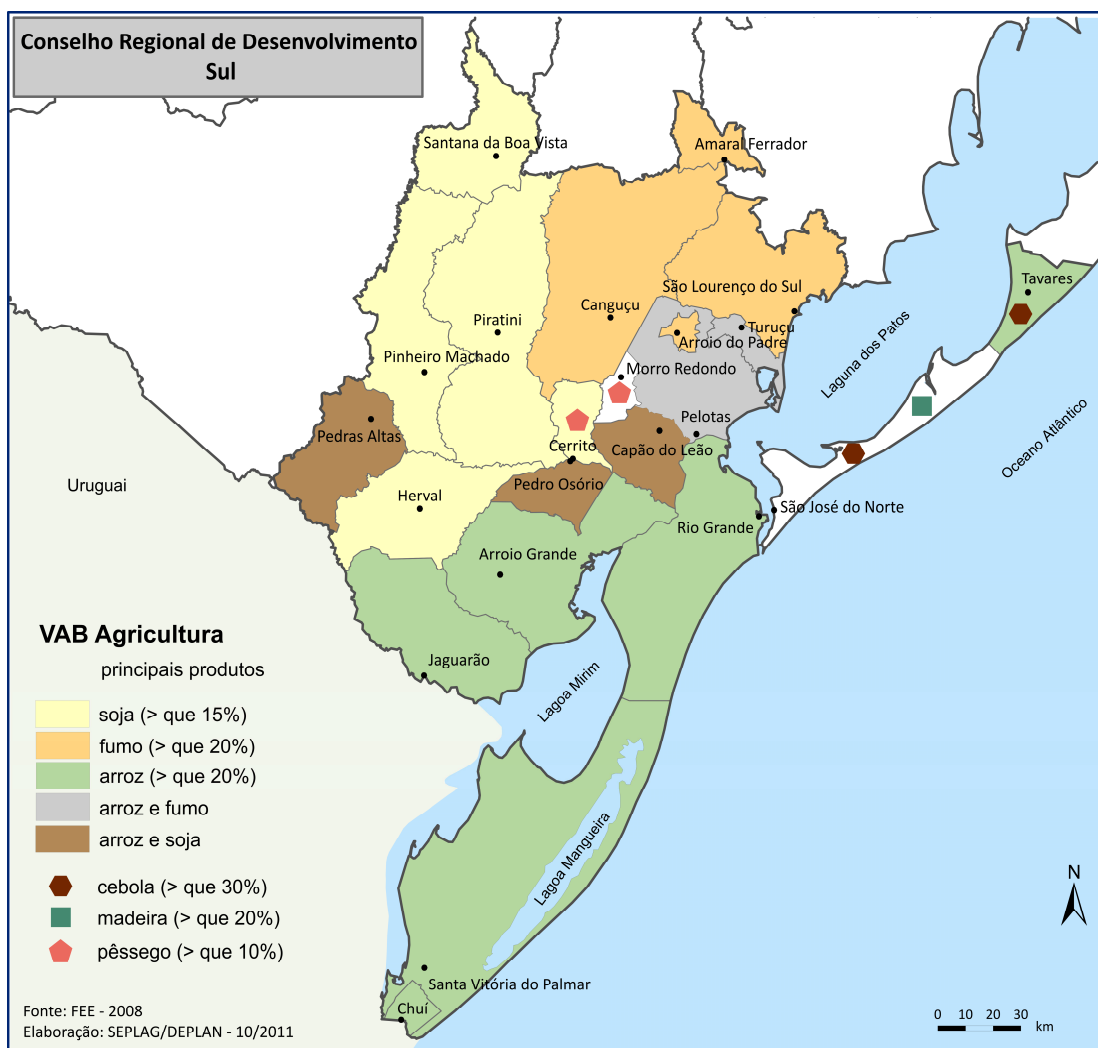 Conselho Regional de Desenvolvimento
Sul
Santana da Boa Vista
Amaral Ferrador
Tavares
São Lourenço do Sul
Canguçu
Piratini
Turuçu
Arroio do Padre
Pinheiro Machado
Morro Redondo
Laguna dos Patos
Pelotas
Pedras Altas
Cerrito
Capão do Leão
Oceano Atlântico
Uruguai
Pedro Osório
Herval
São José do Norte
Rio Grande
Arroio Grande
Jaguarão
Lagoa Mirim
Lagoa Mangueira
Santa Vitória do Palmar
Chuí
VAB Agricultura
principais produtos
soja (> que 15%)
fumo (> que 20%)
arroz (> que 20%)
arroz e fumo
arroz e soja
cebola (> que 30%)
madeira (> que 20%)
pêssego (> que 10%)
Fonte: FEE - 2008
Elaboração: SEPLAG/DEPLAN - 10/2011
N
0 10 20 30
km